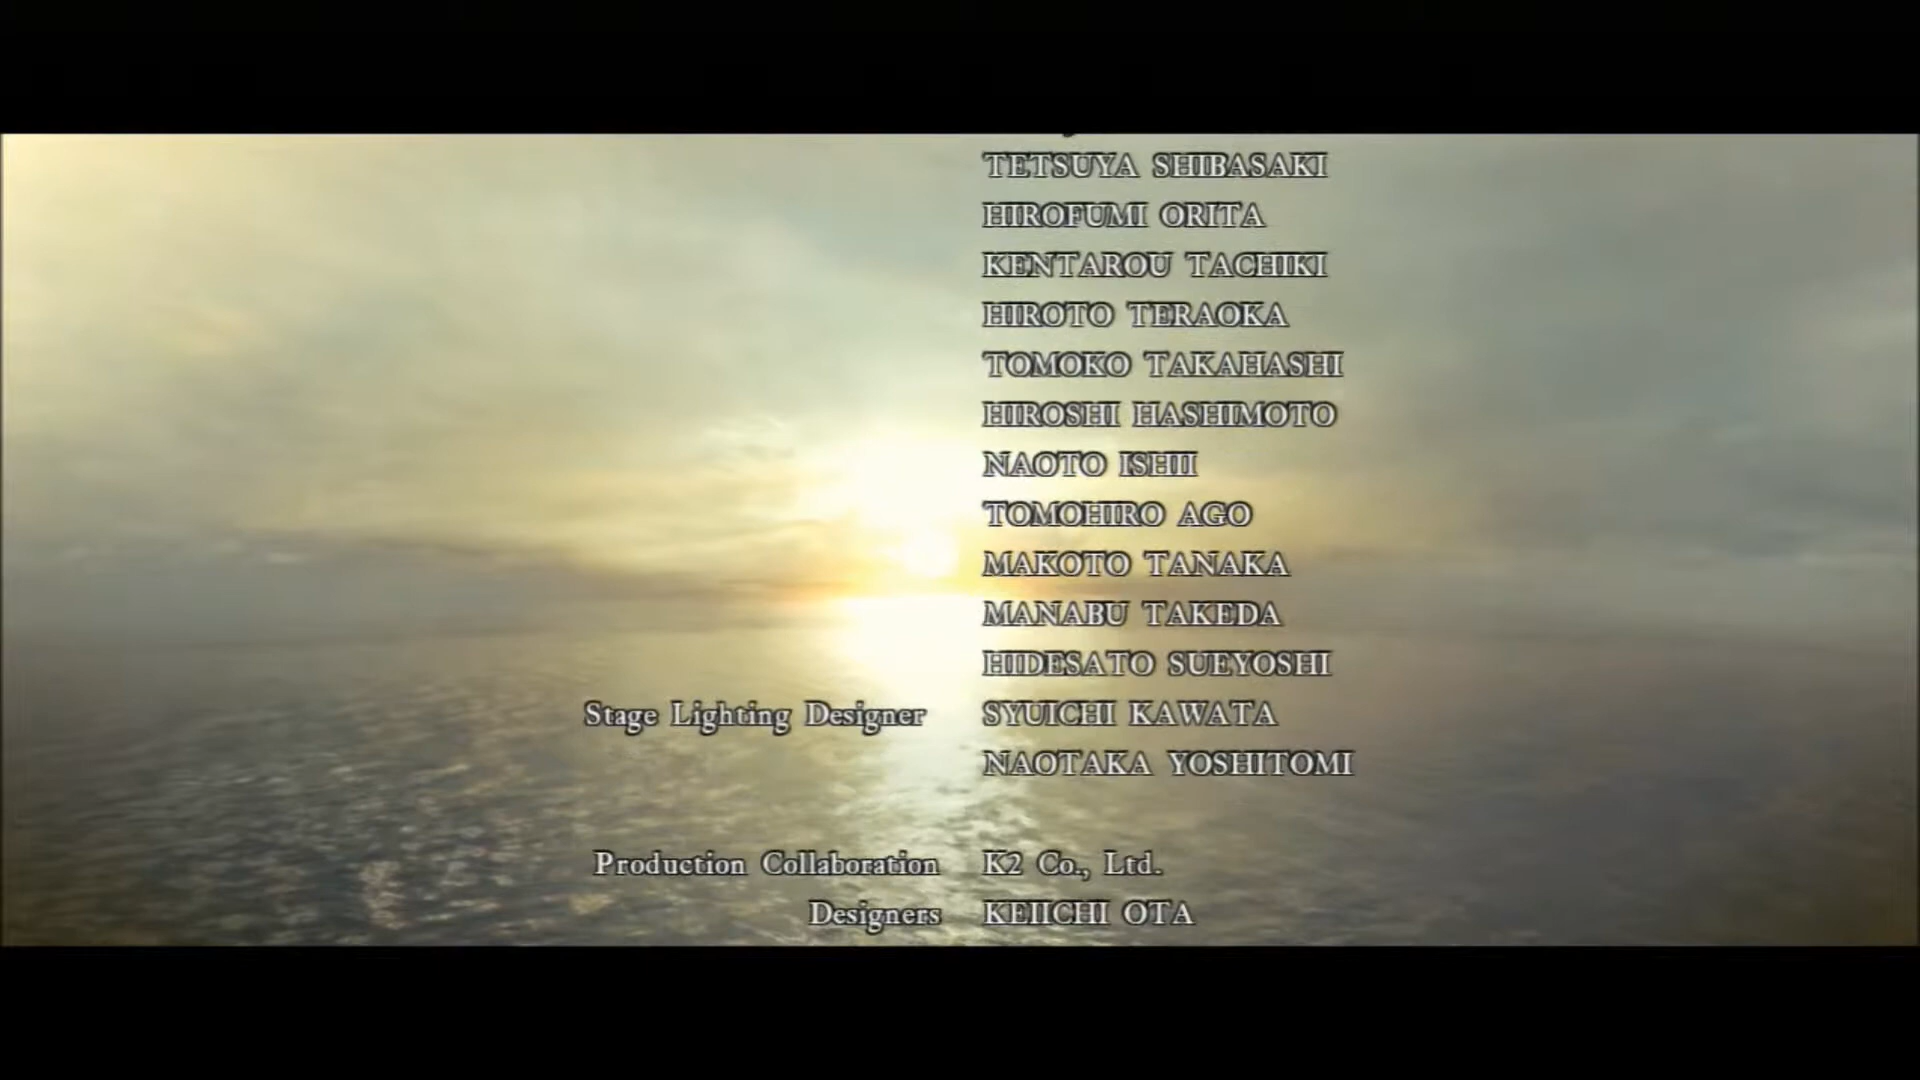 TETSUYA SHIBASAKI
HIROFUMI ORITA
KENTAROU TACHIKI
HIROTO TERAOKA
TOMOKO TAKAHASHI
HIROSHI HASHIMOTO
NAOTO ISHII
TOMOHIRO AGO
MAKOTO TANAKA
MANABU TAKEDA
HIDESATO SUEYOSHI
Stage Lighting Designer SYUICHI KAWATA
NAOTAKA YOSHITOMI
Production Collaboration K2 Co., Ltd.
Designers KEIICHI OTA